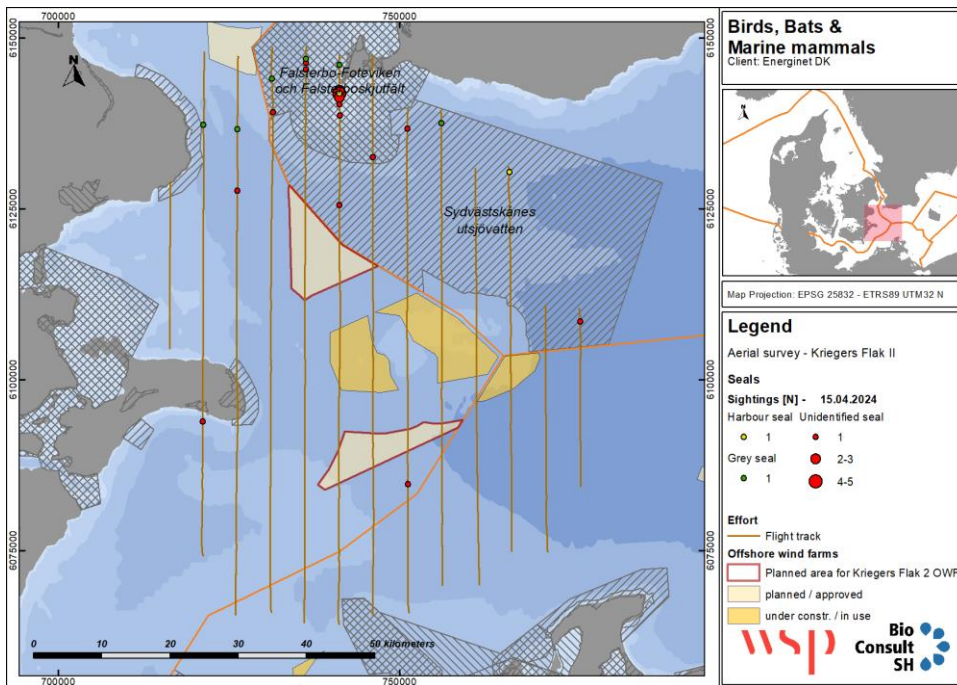 700000
750000
6150000
6125000
6100000
6075000
N
Falsterbo-Foteviken
och Falsterboskjutfält
Sydvästskånes
utsjövatten
0 10 20 30 40 50 kilometers
700000
750000
6150000
6125000
6100000
6075000
Birds, Bats &
Marine mammals
Client: Energinet DK
N
Map Projection: EPSG 25832 - ETRS89 UTM32 N
Legend
Aerial survey - Kriegers Flak II
Seals
Sightings [N] - 15.04.2024
Harbour seal Unidentified seal
1 1
Grey seal 2-3
1 4-5
Effort
Flight track
Offshore wind farms
Planned area for Kriegers Flak 2 OWF
planned / approved
under constr. / in use
wsp
Bio
Consult
SH